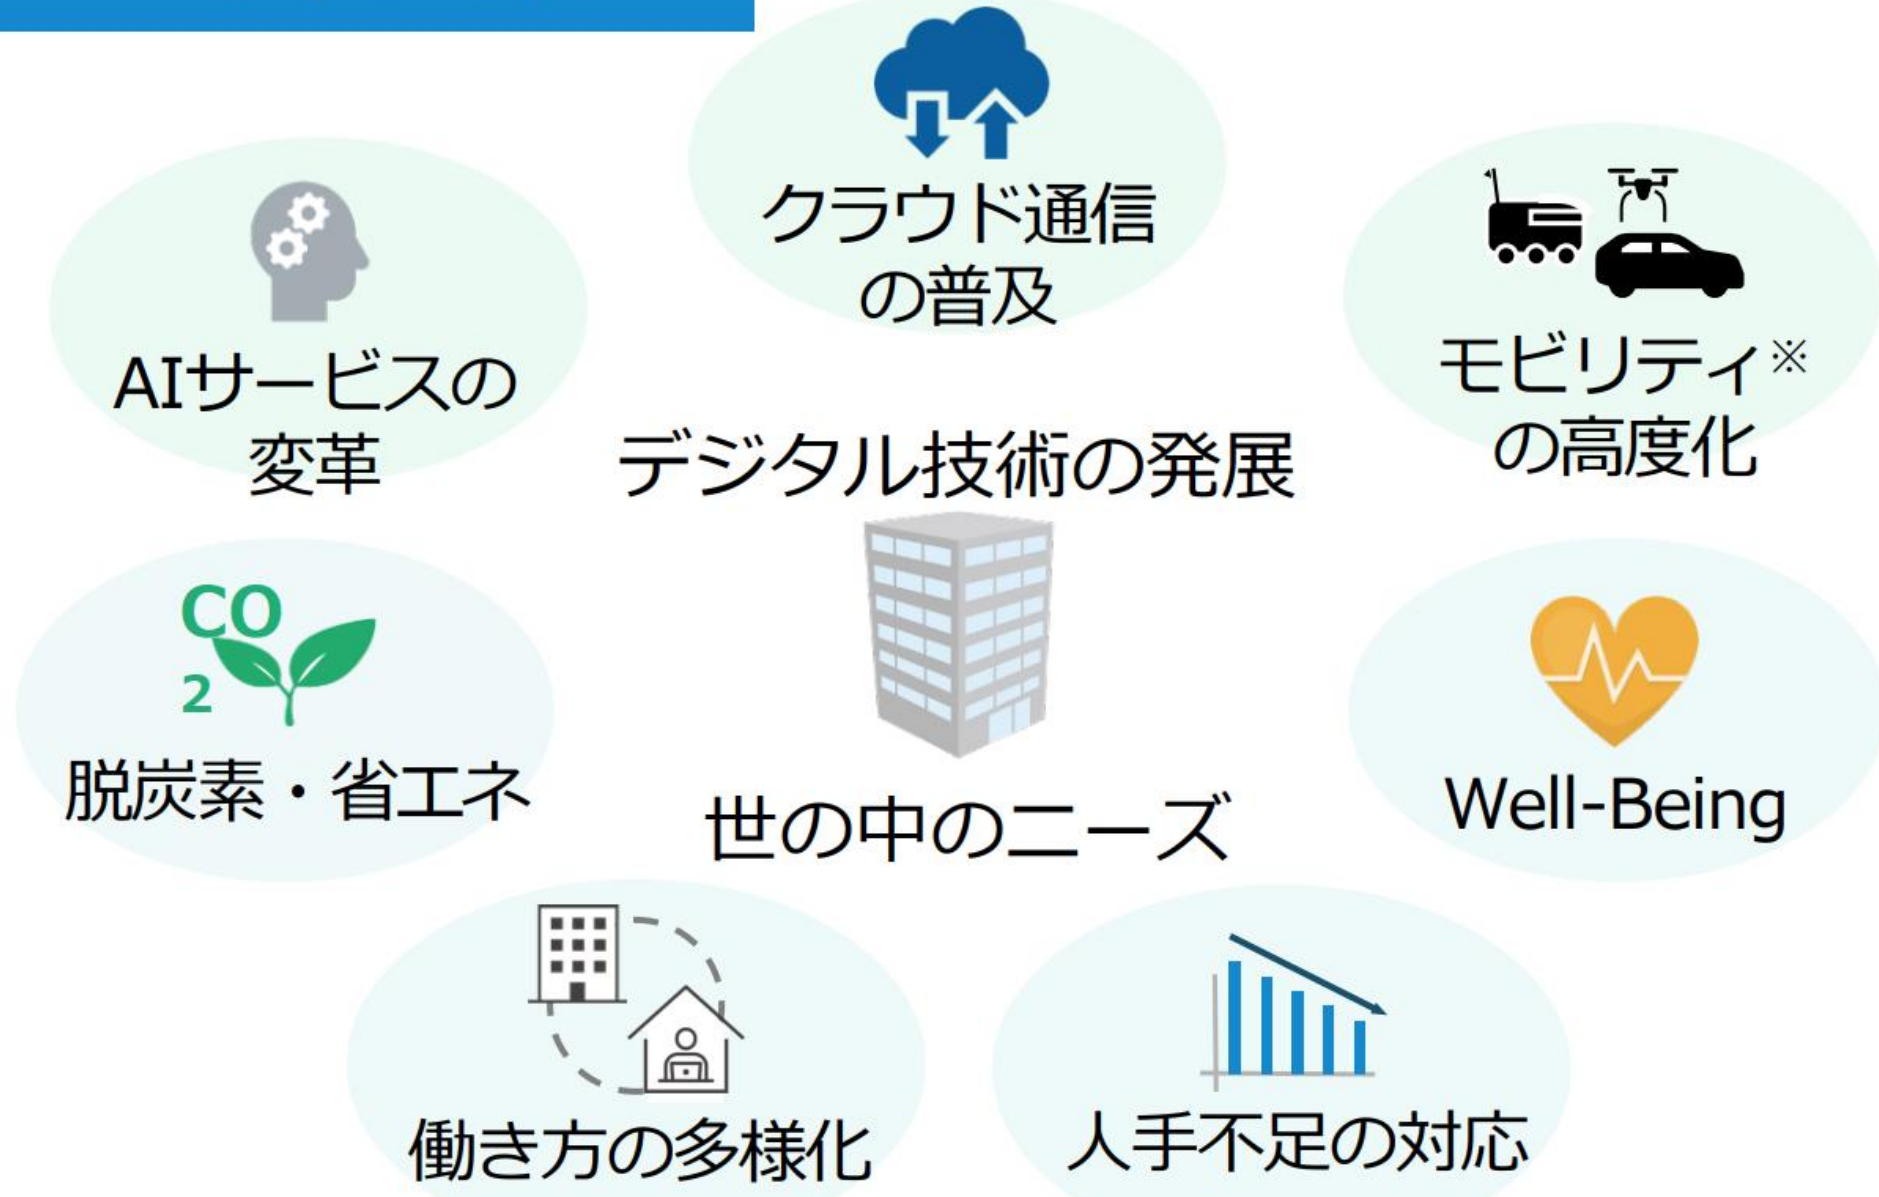 クラウド通信
の普及
AIサービスの
変革
モビリティ※
の高度化
デジタル技術の発展
CO
2
脱炭素・省エネ
世の中のニーズ
Well-Being
働き方の多様化
人手不足の対応